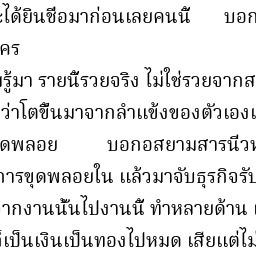 ะได้ยินชื่อมาก่อนเลยคนนี้ บอก
คร
รู้มา รายนี้รวยจริง ไม่ใช่รวยจากส
ว่าโตขึ้นมาจากลำแข้งของตัวเองเ
ดพลอย บอกอสยามสารนีวห
การขุดพลอยใน แล้วมาจับธุรกิจรับ
ากงานนั้นไปงานนี้ ทำหลายด้าน เ
เป็นเงินเป็นทองไปหมด เสียแต่ไม่